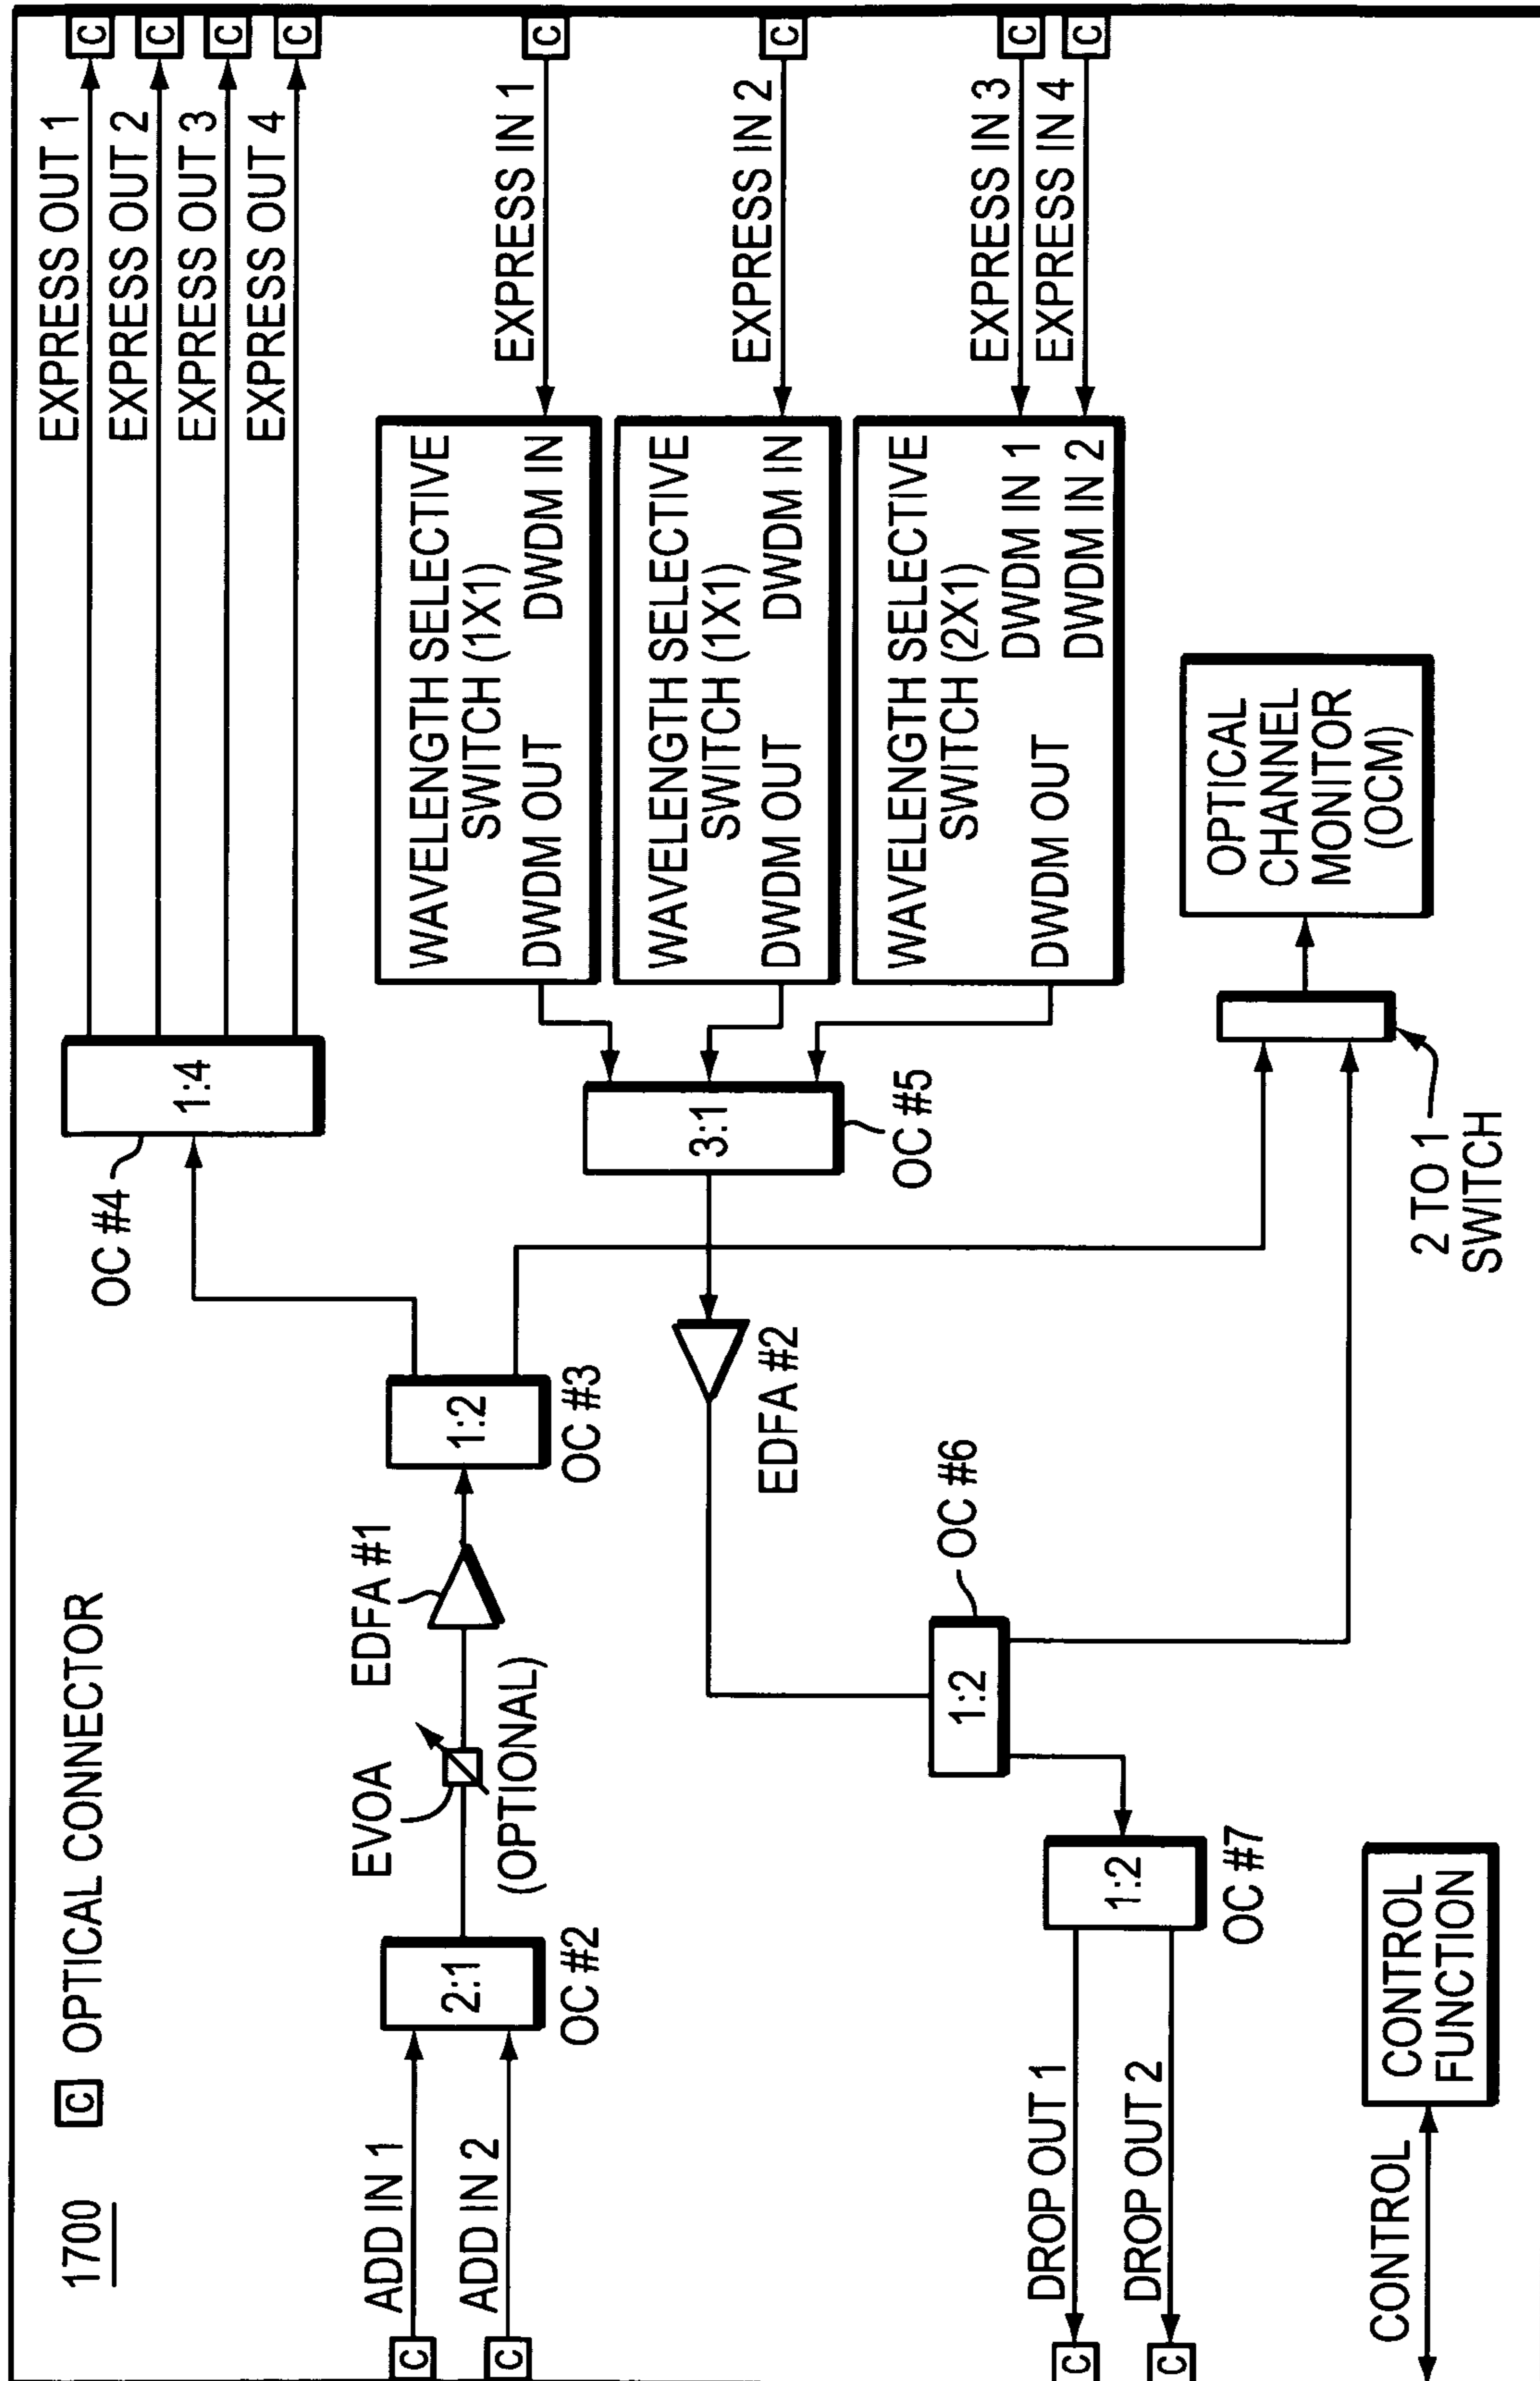 1700
C OPTICAL CONNECTOR
EXPRESS OUT 1
C
EXPRESS OUT 2
C
EXPRESS OUT 3
C
EXPRESS OUT 4
C
OC #4
1:4
C
ADD IN 1
C
ADD IN 2
2:1
OC #2
EVOA
(OPTIONAL)
EDFA #1
1:2
OC #3
WAVELENGTH SELECTIVE
SWITCH (1X1)
DWDM OUT
DWDM IN
EXPRESS IN 1
C
WAVELENGTH SELECTIVE
SWITCH (1X1)
DWDM OUT
DWDM IN
EXPRESS IN 2
C
WAVELENGTH SELECTIVE
SWITCH (2X1)
DWDM IN 1
DWDM OUT
DWDM IN 2
EXPRESS IN 3
C
EXPRESS IN 4
C
3:1
OC #5
EDFA #2
OC #6
1:2
C
DROP OUT 1
C
DROP OUT 2
1:2
OC #7
OPTICAL
CHANNEL
MONITOR
(OCM)
2 TO 1
SWITCH
CONTROL
CONTROL
FUNCTION